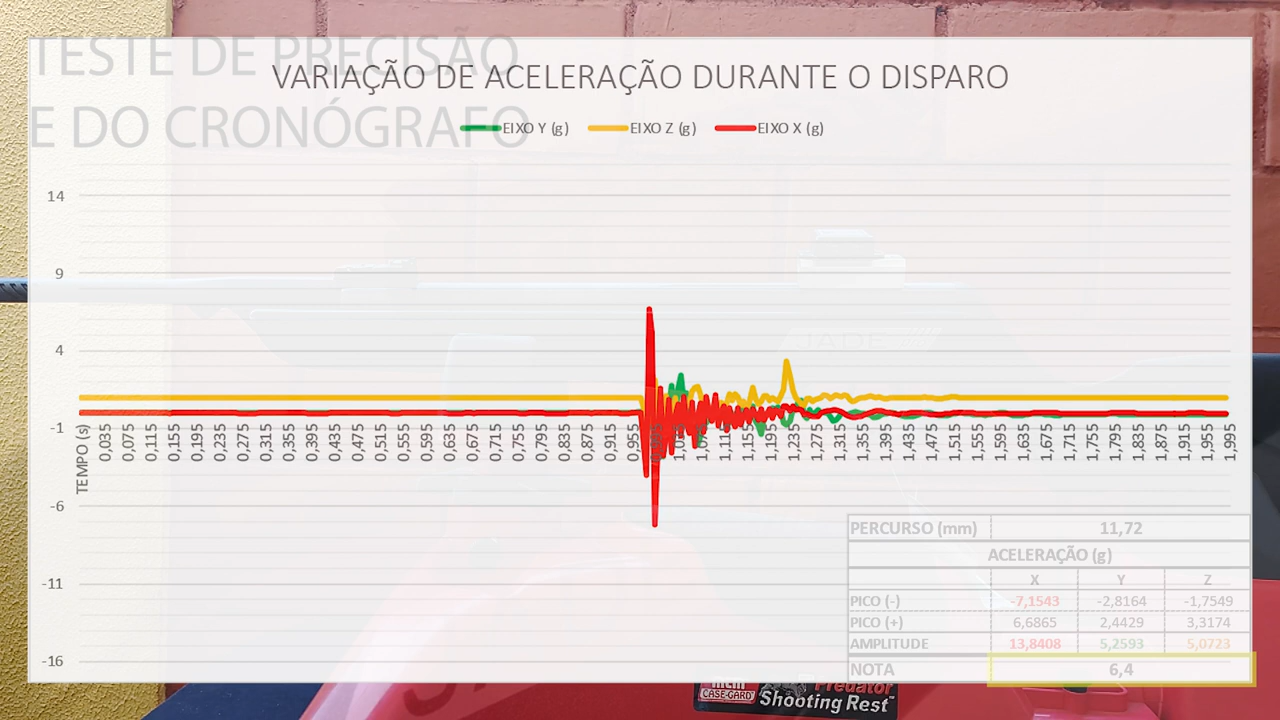 TESTE DE PRECISÃO
E DO CRONÓGRAFO
VARIAÇÃO DE ACELERAÇÃO DURANTE O DISPARO
EIXO Y (g) EIXO Z (g) EIXO X (g)
14
9
4
-1
-6
-11
-16
TEMPO (s)
0,035 0,075 0,115 0,155 0,195 0,235 0,275 0,315 0,355 0,395 0,435 0,475 0,515 0,555 0,595 0,635 0,675 0,715 0,755 0,795 0,835 0,875 0,915 0,955 1,115 1,155 1,195 1,235 1,275 1,315 1,355 1,395 1,435 1,475 1,515 1,555 1,595 1,635 1,675 1,715 1,755 1,795 1,835 1,875 1,915 1,955 1,995
JADE
PERCURSO (mm) 11,72
ACELERAÇÃO (g)
X Y Z
PICO (-) -7,1543 -2,8164 -1,7549
PICO (+) 6,6865 2,4429 3,3174
AMPLITUDE 13,8408 5,2593 5,0723
NOTA 6,4
CASE-GARD
Predator
Shooting Rest